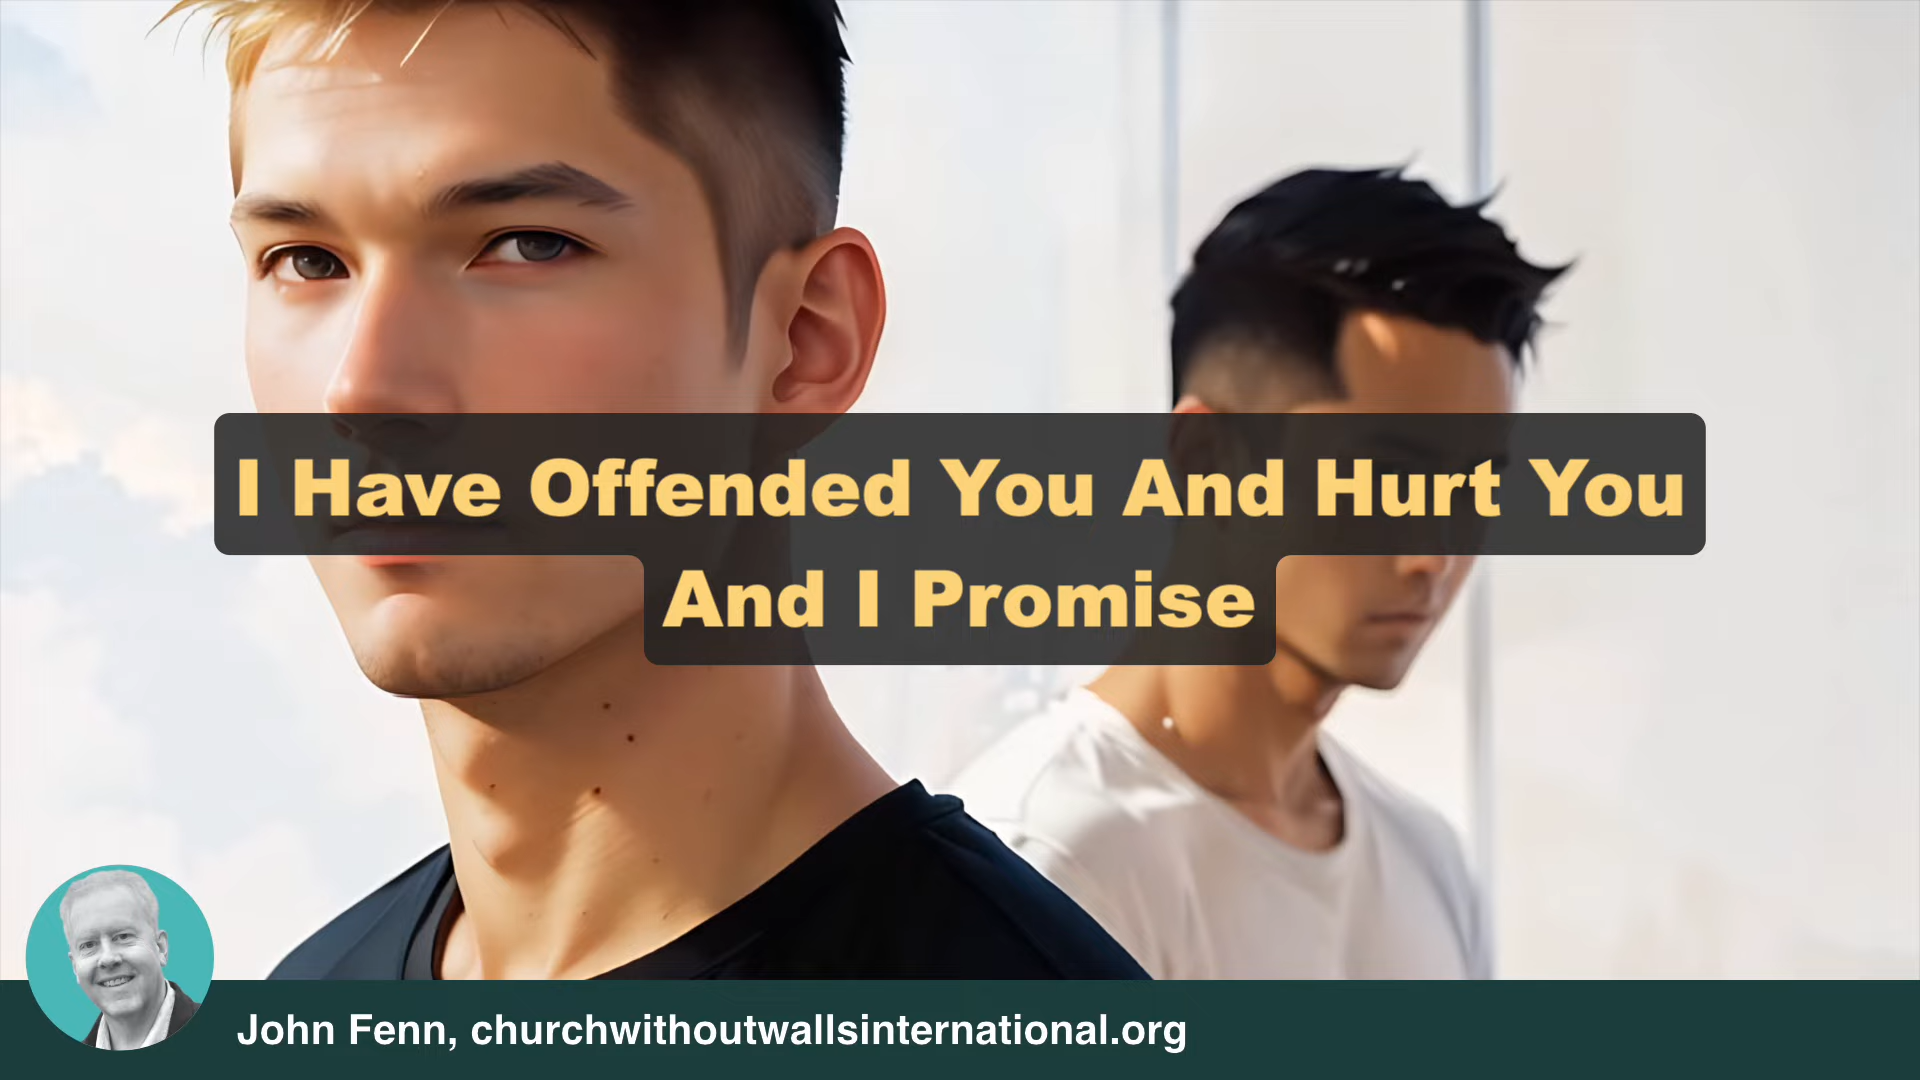 I Have Offended You And Hurt You
And I Promise
John Fenn, churchwithoutwallsinternational.org